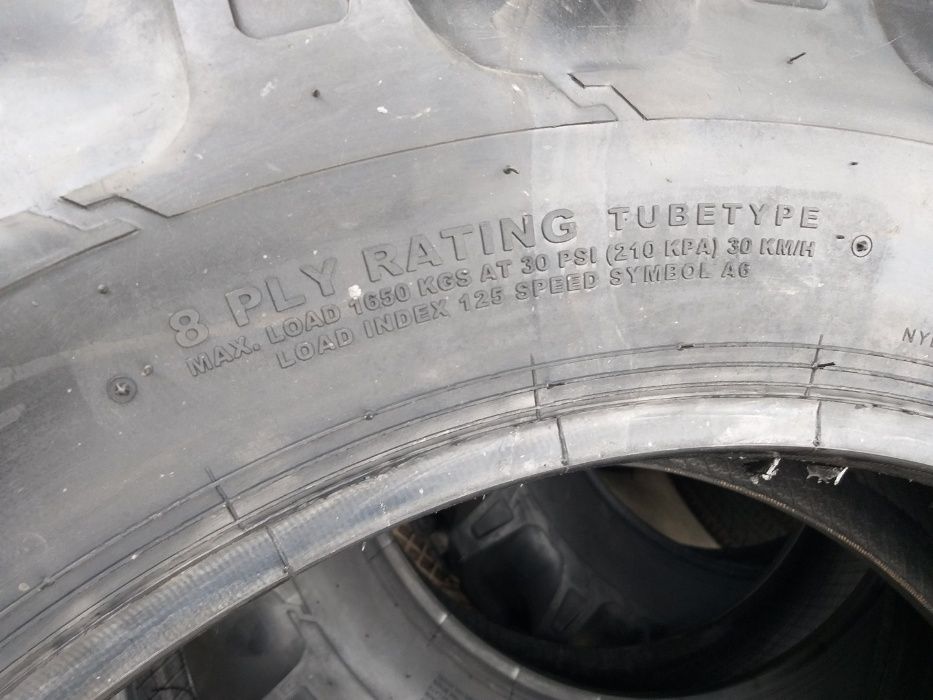 8 PLY RATING TUBETYPE
MAX. LOAD 1650 KGS AT 30 PSI (210 KPA) 30 KM/H
LOAD INDEX 125 SPEED SYMBOL A6